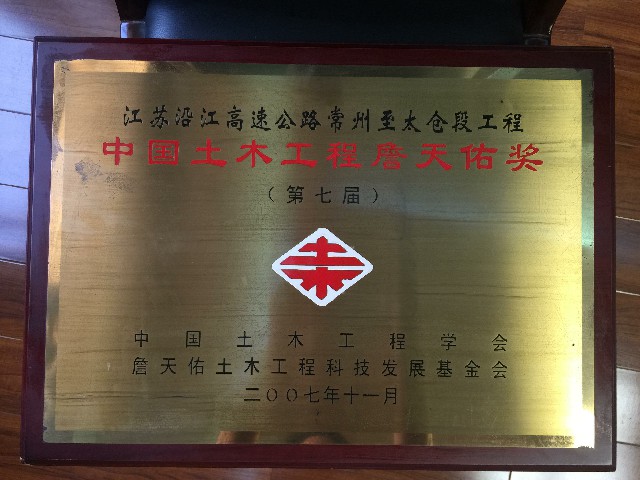 江苏沿江高速公路常州至太仓段工程
中国土木工程詹天佑奖
（第七届）
中国土木工程学会
詹天佑土木工程科技发展基金会
二〇〇七年十一月